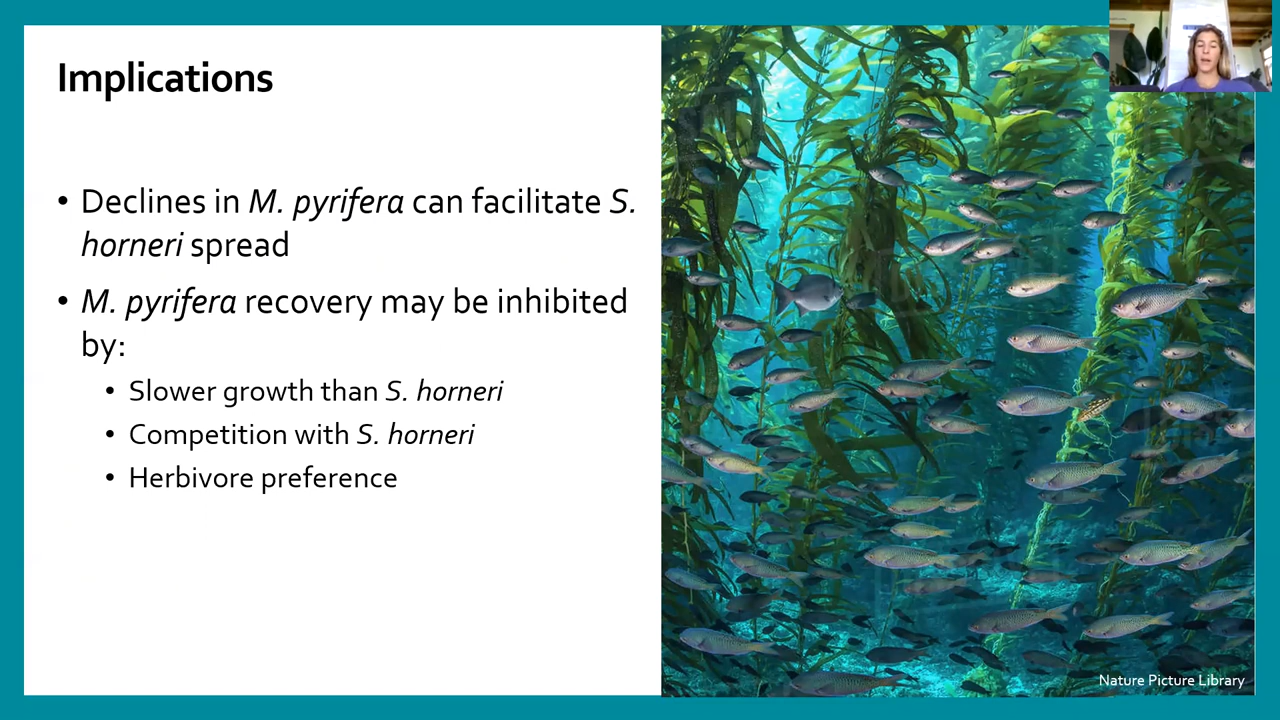 Implications
• Declines in M. pyrifera can facilitate S.
horneri spread
• M. pyrifera recovery may be inhibited
by:
• Slower growth than S. horneri
• Competition with S. horneri
• Herbivore preference
Nature Picture Library